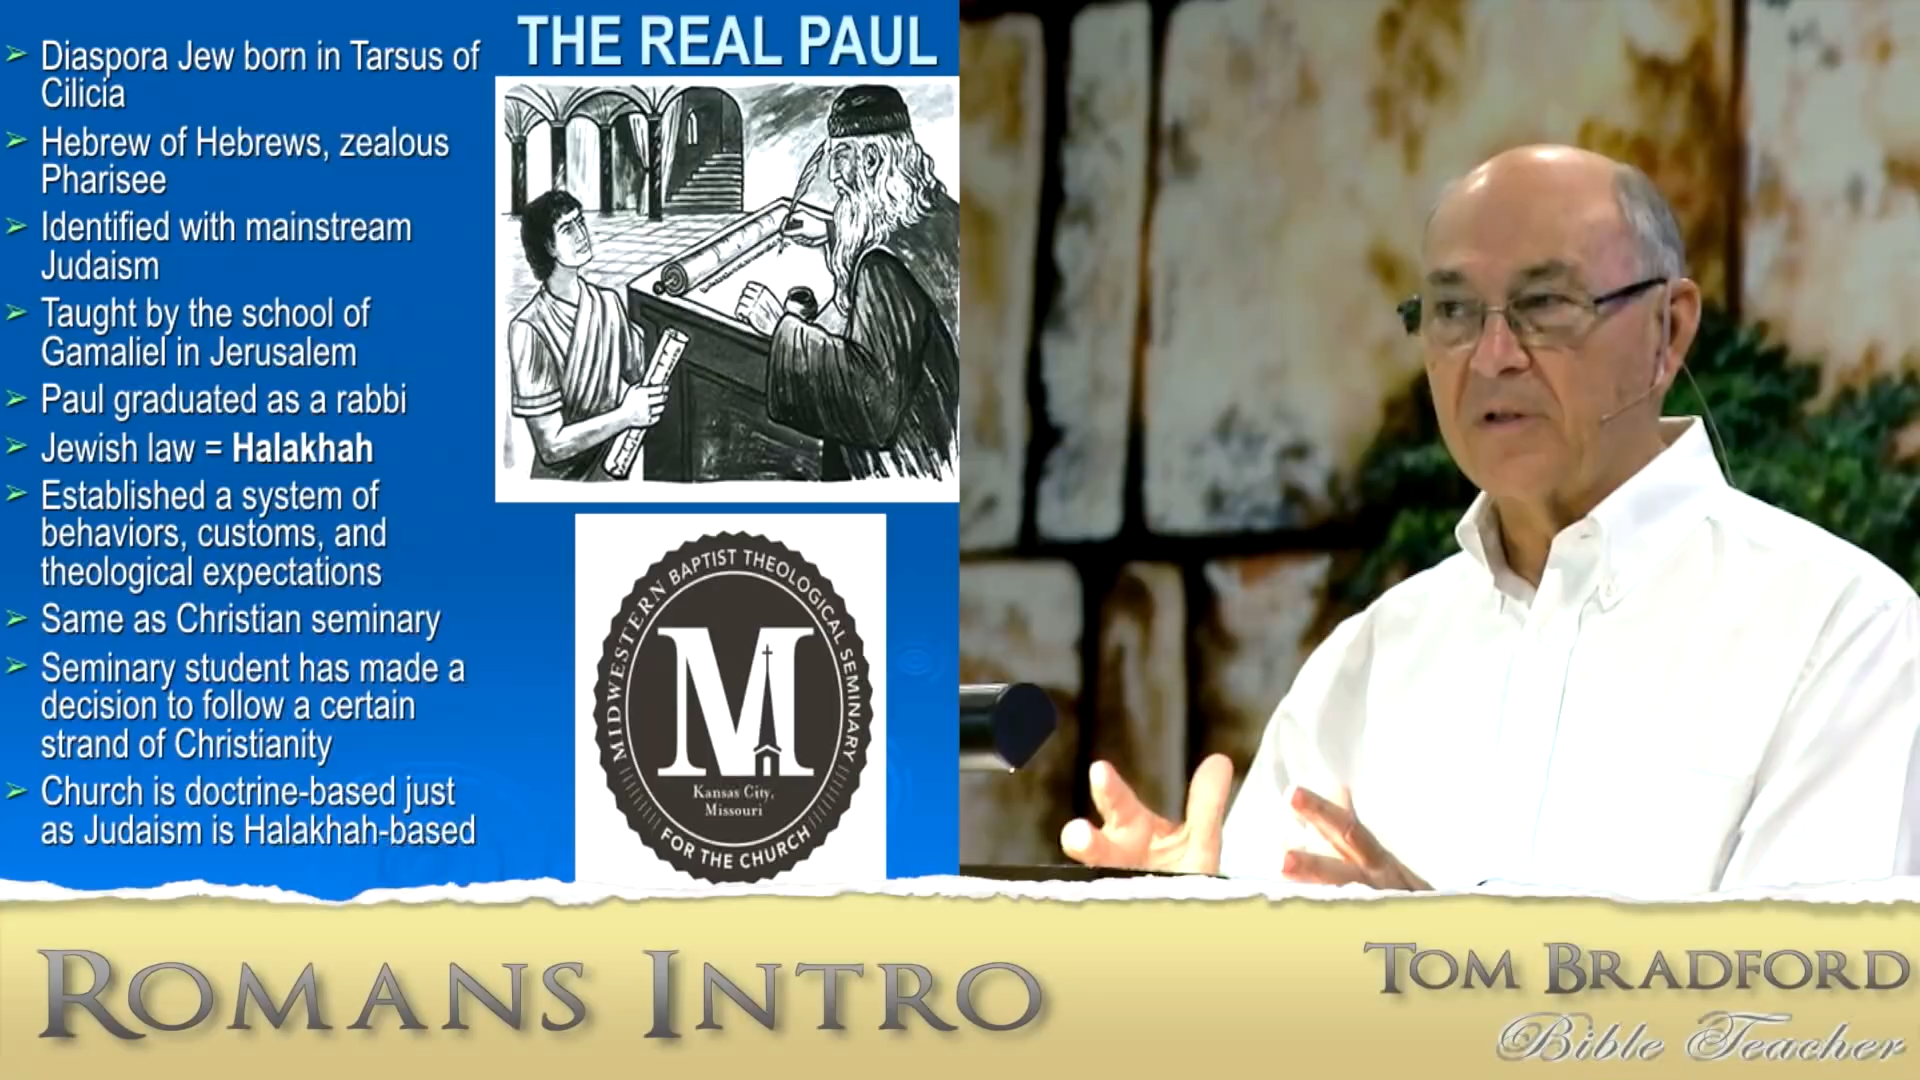 THE REAL PAUL
➢ Diaspora Jew born in Tarsus of
Cilicia
➢ Hebrew of Hebrews, zealous
Pharisee
➢ Identified with mainstream
Judaism
➢ Taught by the school of
Gamaliel in Jerusalem
➢ Paul graduated as a rabbi
➢ Jewish law = Halakhah
➢ Established a system of
behaviors, customs, and
theological expectations
➢ Same as Christian seminary
➢ Seminary student has made a
decision to follow a certain
strand of Christianity
➢ Church is doctrine-based just
as Judaism is Halakhah-based
MIDWESTERN BAPTIST THEOLOGICAL SEMINARY
M
Kansas City,
Missouri
FOR THE CHURCH
ROMANS INTRO
TOM BRADFORD
Bible Teacher